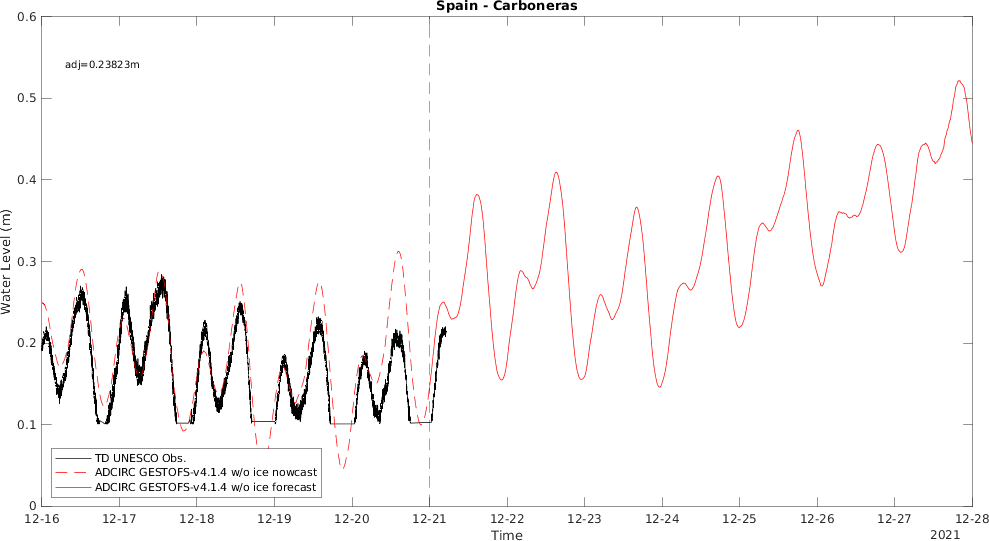 Spain - Carboneras
0.6
adj=0.23823m
0.5
0.4
0.3
0.2
0.1
0
Water Level (m)
TD UNESCO Obs.
ADCIRC GESTOFS-v4.1.4 w/o ice nowcast
ADCIRC GESTOFS-v4.1.4 w/o ice forecast
12-16 12-17 12-18 12-19 12-20 12-21 12-22 12-23 12-24 12-25 12-26 12-27 12-28
Time
2021